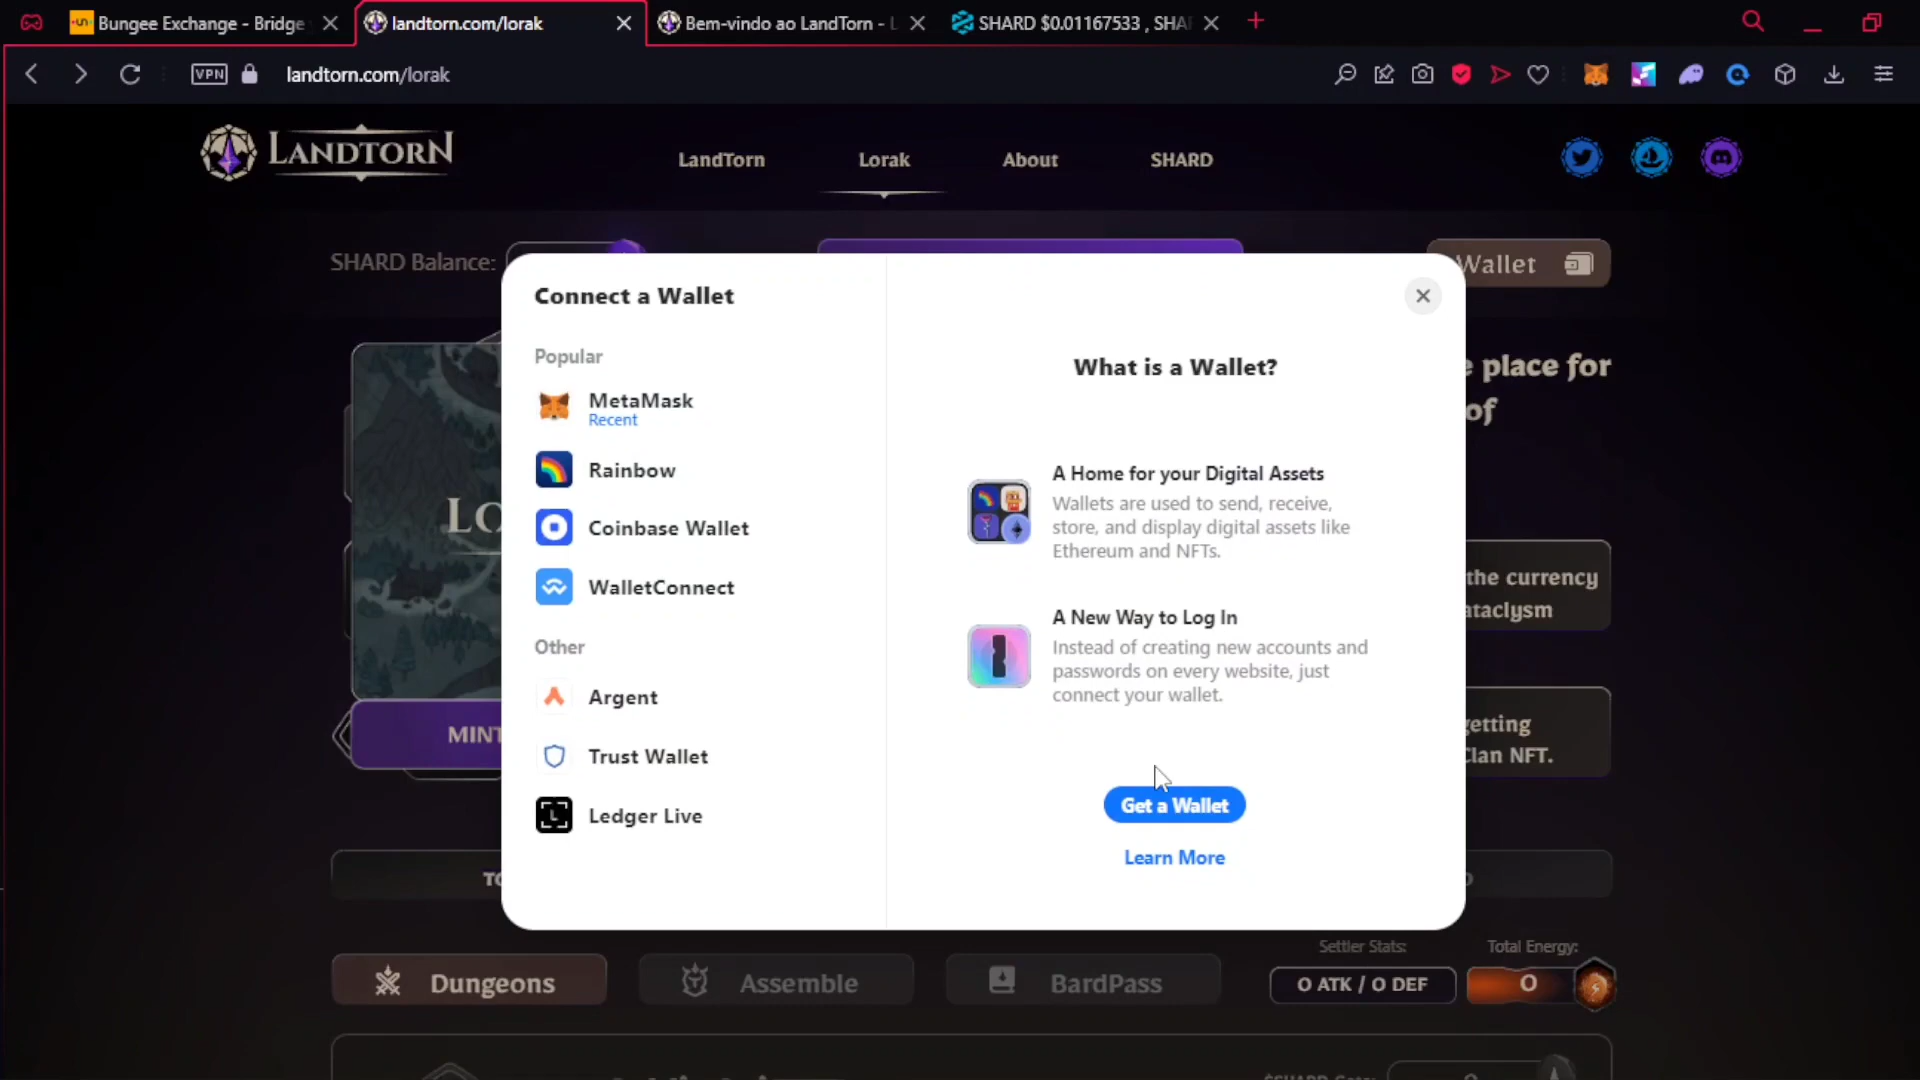 Bungee Exchange - Bridge
landtorn.com/lorak
Bem-vindo ao LandTorn - L
SHARD $0.01167533 , SHA
VPN
landtorn.com/lorak
LANDTORN
LandTorn
Lorak
About
SHARD
SHARD Balance:
Wallet
Connect a Wallet
Popular
MetaMask
Recent
Rainbow
Coinbase Wallet
WalletConnect
Other
Argent
Trust Wallet
Ledger Live
What is a Wallet?
A Home for your Digital Assets
Wallets are used to send, receive,
store, and display digital assets like
Ethereum and NFTs.
A New Way to Log In
Instead of creating new accounts and
passwords on every website, just
connect your wallet.
Get a Wallet
Learn More
place for
of
the currency
ataclysm
getting
Clan NFT.
LO
MINT
TO
Settler Stats:
Total Energy:
Dungeons
Assemble
BardPass
0 ATK / 0 DEF
0